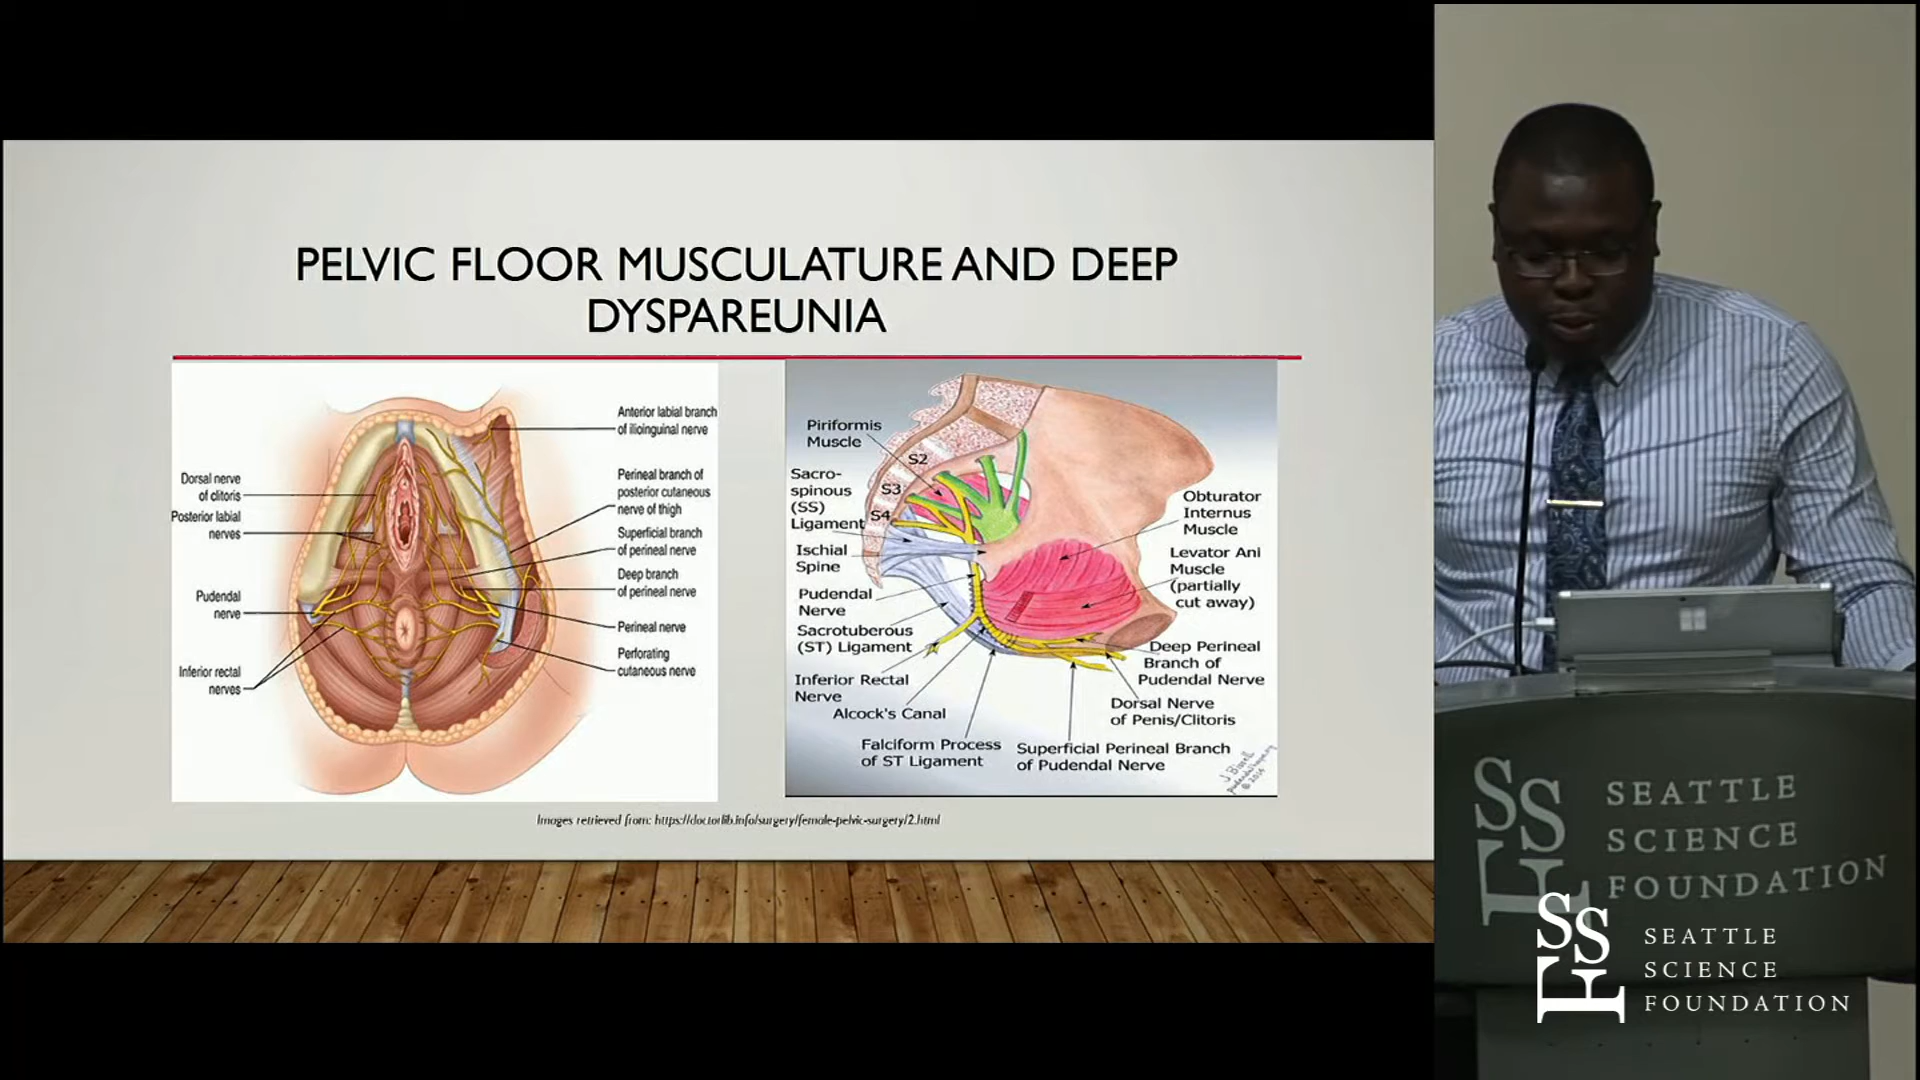 PELVIC FLOOR MUSCULATURE AND DEEP
DYSPAREUNIA
Anterior labial branch
of ilioinguinal nerve
Dorsal nerve
of clitoris
Posterior labial
nerves
Perineal branch of
posterior cutaneous
nerve of thigh
Superficial branch
of perineal nerve
Deep branch
of perineal nerve
Pudendal
nerve
Perineal nerve
Perforating
cutaneous nerve
Inferior rectal
nerves
Piriformis
Muscle
S2
S3
S4
Sacro-
spinous
(SS)
Ligament
Ischial
Spine
Pudendal
Nerve
Sacrotuberous
(ST) Ligament
Inferior Rectal
Nerve
Alcock's Canal
Falciform Process
of ST Ligament
Superficial Perineal Branch
of Pudendal Nerve
Obturator
Internus
Muscle
Levator Ani
Muscle
(partially
cut away)
Deep Perineal
Branch of
Pudendal Nerve
Dorsal Nerve
of Penis/Clitoris
Images retrieved from: https://doctorlib.info/surgery/female-pelvic-surgery/2.html
SSF
SEATTLE
SCIENCE
FOUNDATION
SSF
SEATTLE
SCIENCE
FOUNDATION